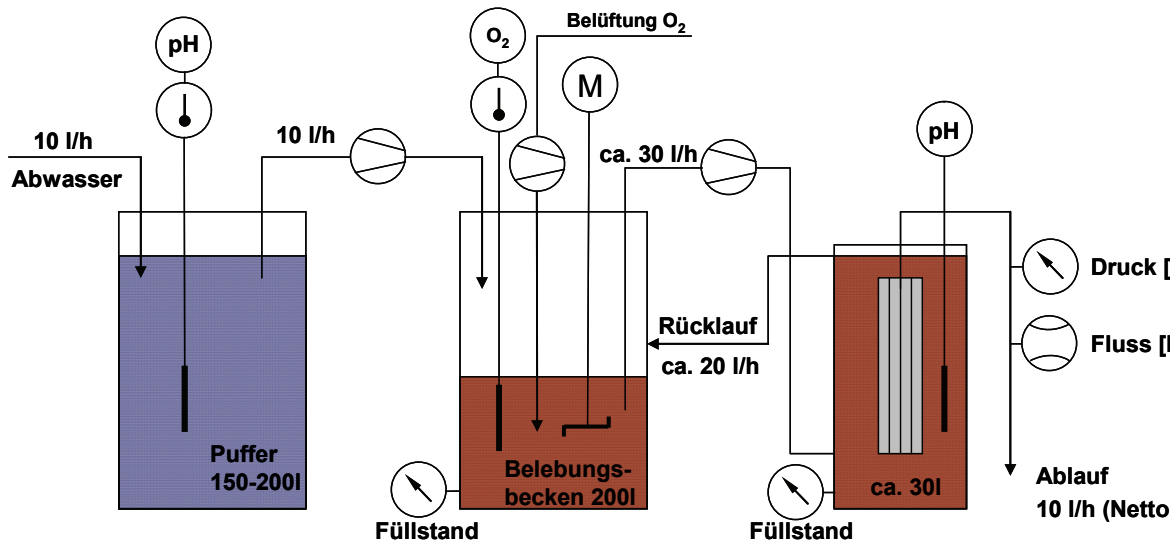 Belüftung O₂
pH
O₂
M
10 l/h
Abwasser
10 l/h
ca. 30 l/h
pH
Druck [
Rücklauf
ca. 20 l/h
Fluss [
Puffer
150-200l
Belebungs-
becken 200l
ca. 30l
Ablauf
10 l/h (Netto
Füllstand
Füllstand